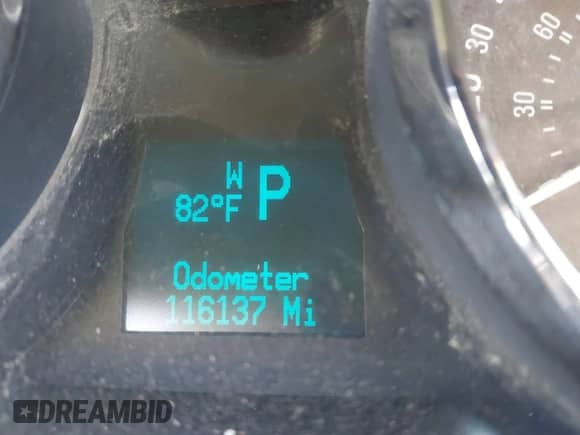 W
82°F P
Odometer
116137 Mi
30
60
30
DREAMBID